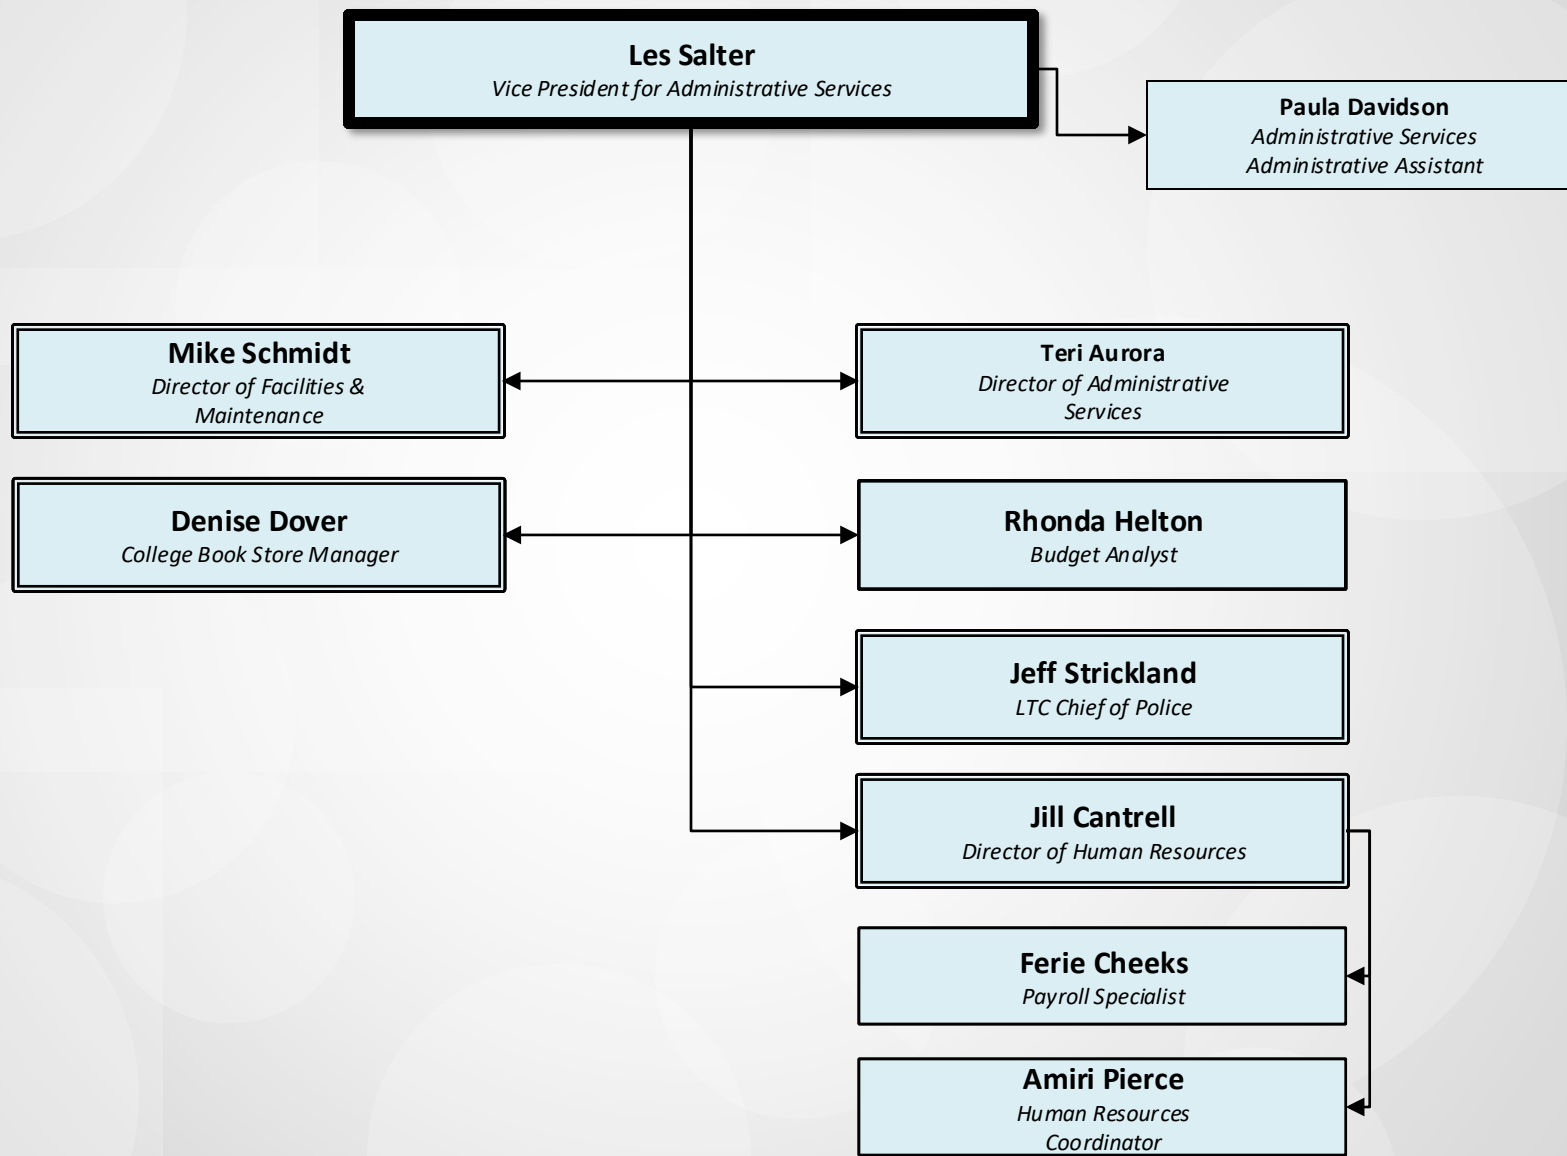 Les Salter
Vice President for Administrative Services
Paula Davidson
Administrative Services
Administrative Assistant
Mike Schmidt
Director of Facilities &
Maintenance
Teri Aurora
Director of Administrative
Services
Denise Dover
College Book Store Manager
Rhonda Helton
Budget Analyst
Jeff Strickland
LTC Chief of Police
Jill Cantrell
Director of Human Resources
Ferie Cheeks
Payroll Specialist
Amiri Pierce
Human Resources
Coordinator